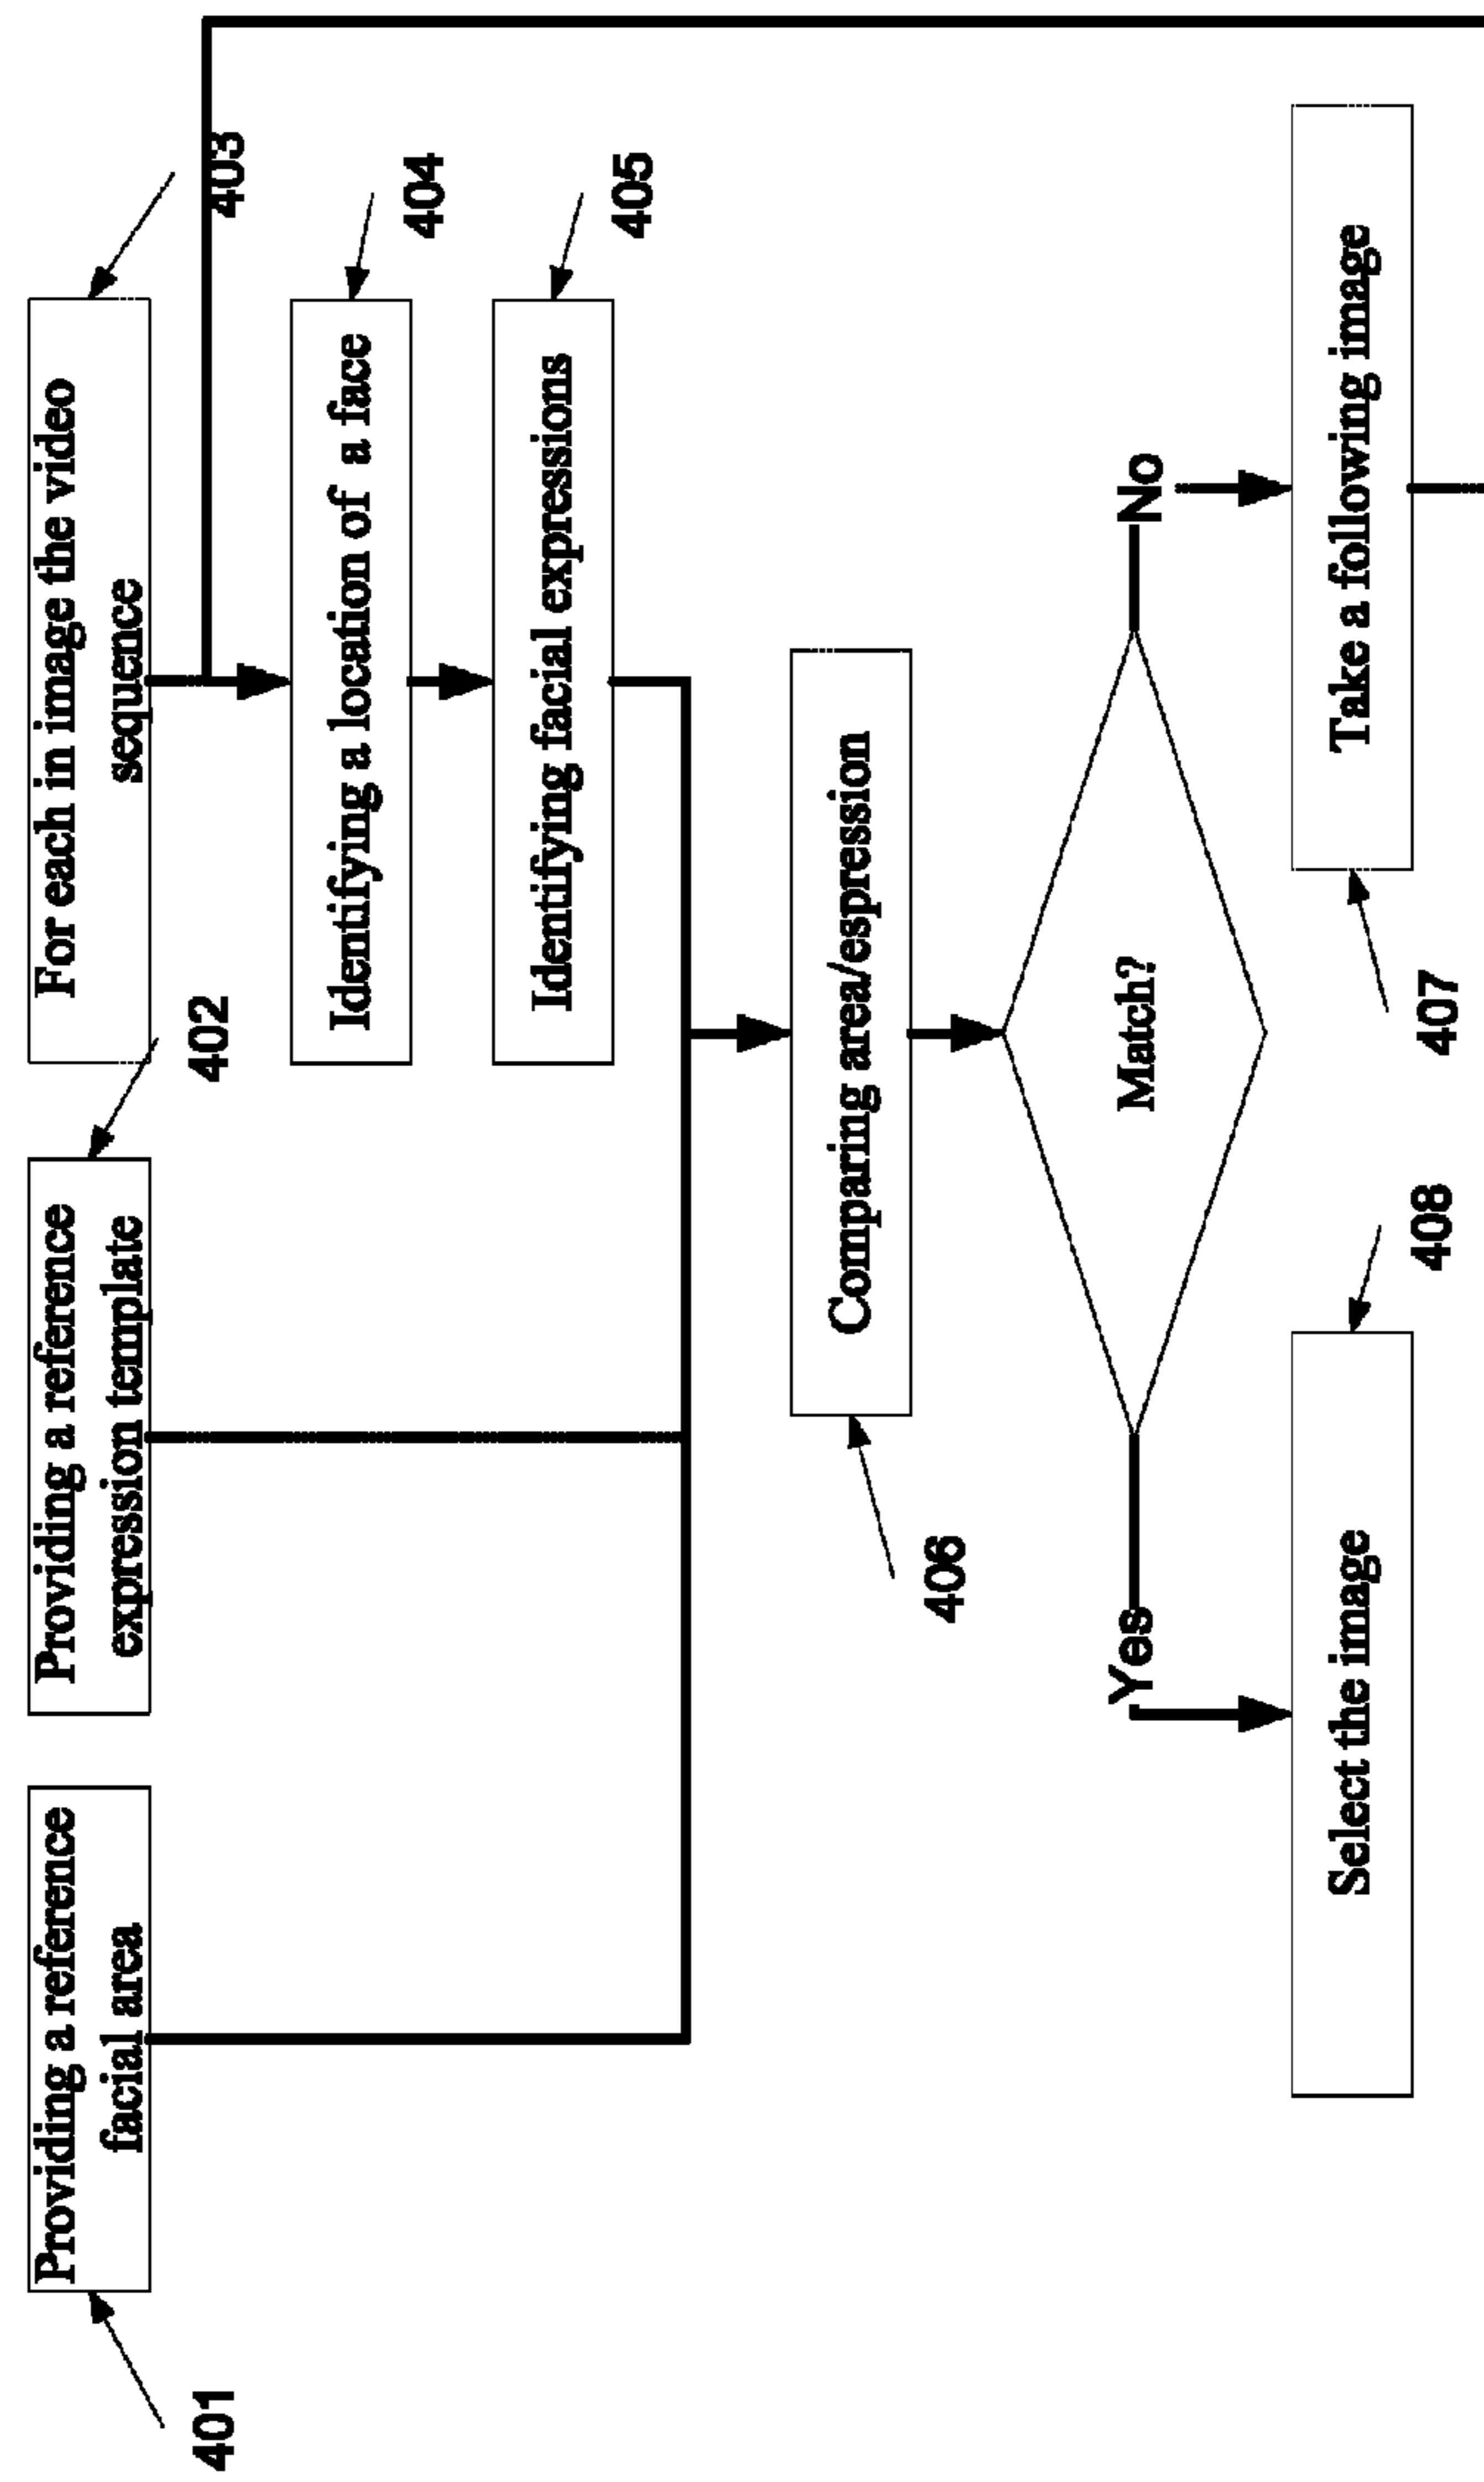 Providing a reference
facial area
401
Providing a reference
expression template
402
For each in image the video
sequence
403
Identifying a location of a face
404
Identifying facial expressions
405
Comparing area/espression
406
Match?
Yes
No
Select the image
408
Take a following image
407